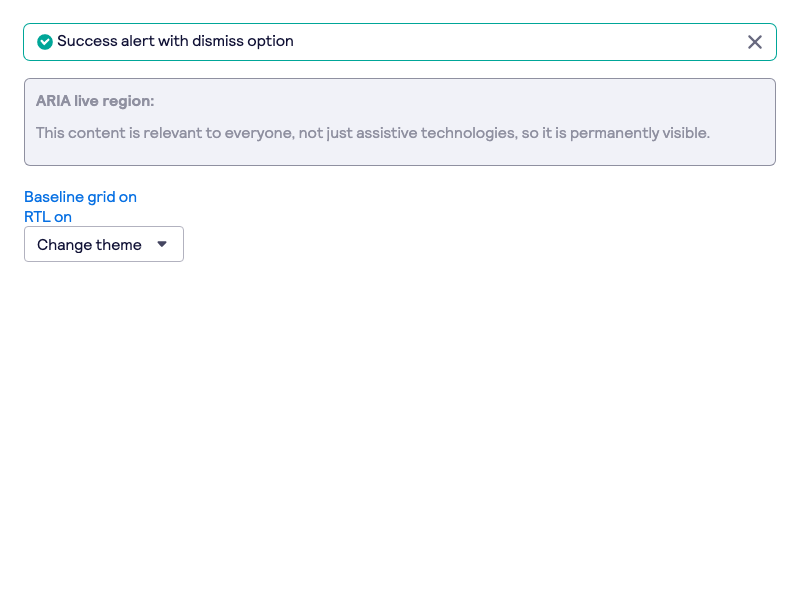 Success alert with dismiss option
ARIA live region:
This content is relevant to everyone, not just assistive technologies, so it is permanently visible.
Baseline grid on
RTL on
Change theme